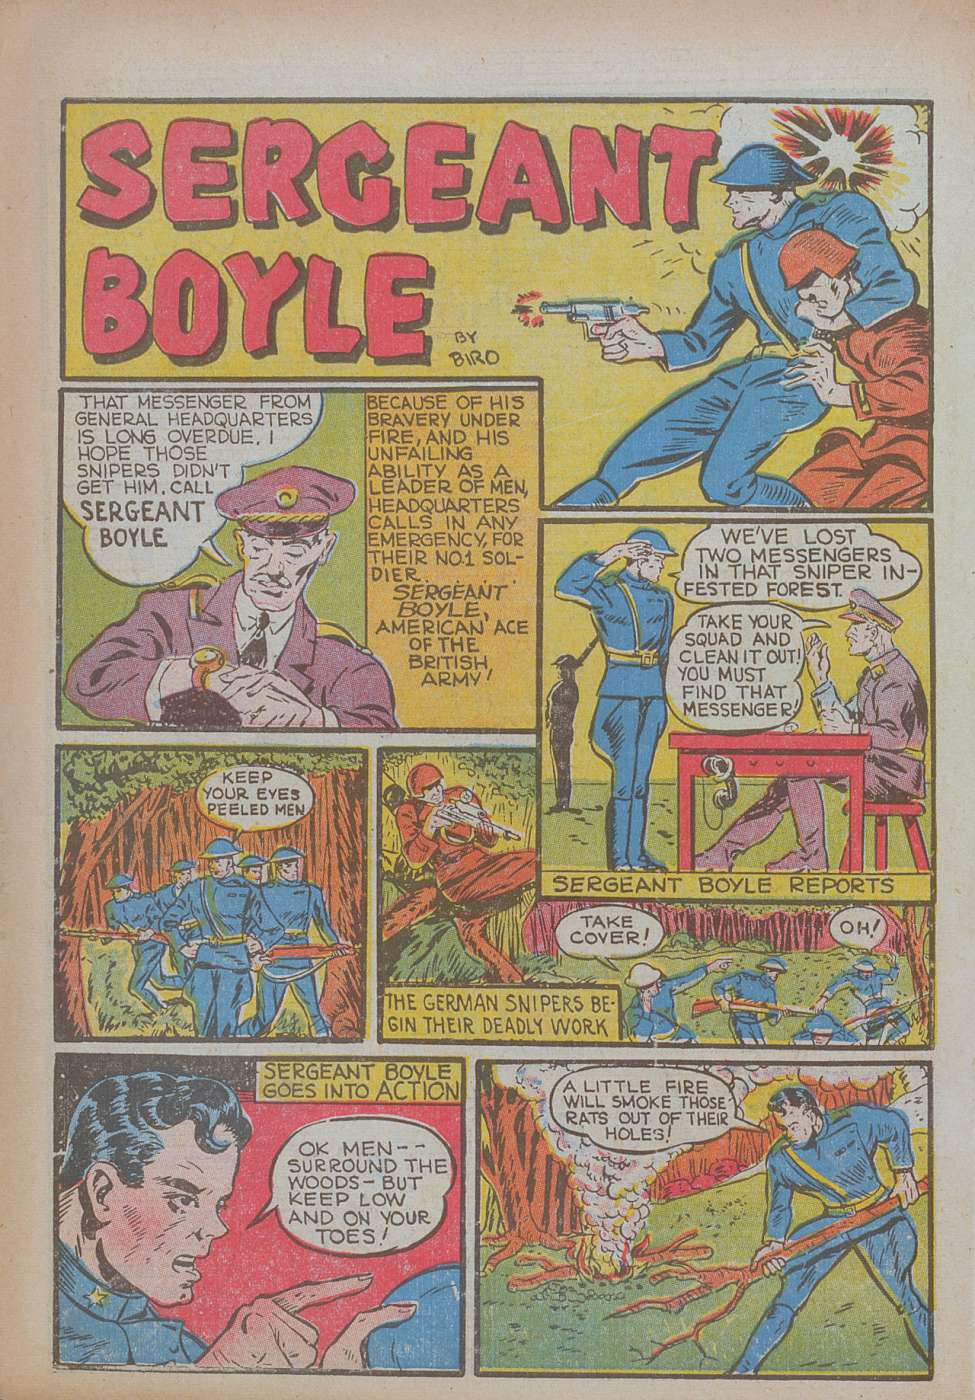 SERGEANT
BOYLE
BY
BIRO
THAT MESSENGER FROM
GENERAL HEADQUARTERS
IS LONG OVERDUE. I
HOPE THOSE
SNIPERS DIDN'T
GET HIM. CALL
SERGEANT
BOYLE
BECAUSE OF HIS
BRAVERY UNDER
FIRE, AND HIS
UNFAILING
ABILITY AS A
LEADER OF MEN,
HEADQUARTERS
CALLS IN ANY
EMERGENCY, FOR
THEIR NO.1 SOL-
DIER......
SERGEANT
BOYLE,
AMERICAN ACE
OF THE
BRITISH
ARMY!
WE'VE LOST
TWO MESSENGERS
IN THAT SNIPER IN-
FESTED FOREST.
TAKE YOUR
SQUAD AND
CLEAN IT OUT!
YOU MUST
FIND THAT
MESSENGER!
SERGEANT BOYLE REPORTS
KEEP
YOUR EYES
PEELED MEN
THE GERMAN SNIPERS BE-
GIN THEIR DEADLY WORK
TAKE
COVER!
OH!
SERGEANT BOYLE
GOES INTO ACTION
OK MEN--
SURROUND THE
WOODS-BUT
KEEP LOW
AND ON YOUR
TOES!
A LITTLE FIRE
WILL SMOKE THOSE
RATS OUT OF THEIR
HOLES!